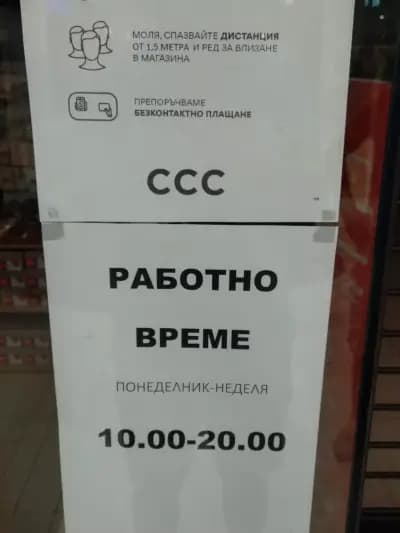 МОЛЯ, СПАЗВАЙТЕ ДИСТАНЦИЯ
ОТ 1,5 МЕТРА И РЕД ЗА ВЛИЗАНЕ
В МАГАЗИНА
ПРЕПОРЪЧВАМЕ
БЕЗКОНТАКТНО ПЛАЩАНЕ
CCC
РАБОТНО
ВРЕМЕ
ПОНЕДЕЛНИК-НЕДЕЛЯ
10.00-20.00